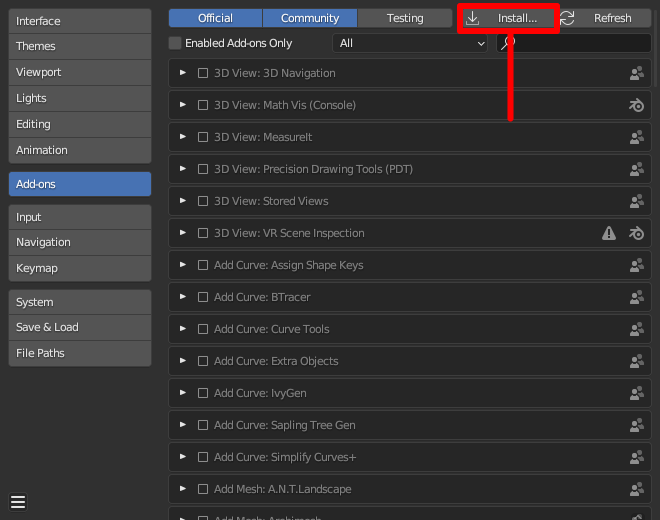 Interface
Themes
Viewport
Lights
Editing
Animation
Add-ons
Input
Navigation
Keymap
System
Save & Load
File Paths
Official Community Testing Install... Refresh
Enabled Add-ons Only All
3D View: 3D Navigation
3D View: Math Vis (Console)
3D View: MeasureIt
3D View: Precision Drawing Tools (PDT)
3D View: Stored Views
3D View: VR Scene Inspection
Add Curve: Assign Shape Keys
Add Curve: BTracer
Add Curve: Curve Tools
Add Curve: Extra Objects
Add Curve: IvyGen
Add Curve: Sapling Tree Gen
Add Curve: Simplify Curves+
Add Mesh: A.N.T.Landscape
Add Mesh: Archimesh